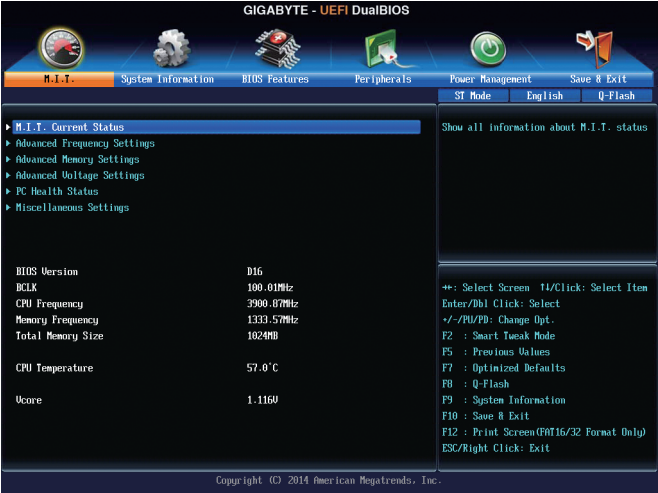 GIGABYTE - UEFI DualBIOS
M.I.T. System Information BIOS Features Peripherals Power Management Save & Exit
ST Mode English Q-Flash
M.I.T. Current Status
Advanced Frequency Settings
Advanced Memory Settings
Advanced Voltage Settings
PC Health Status
Miscellaneous Settings
Show all information about M.I.T. status
BIOS Version D16
BCLK 100.01MHz
CPU Frequency 3900.87MHz
Memory Frequency 1333.57MHz
Total Memory Size 1024MB
CPU Temperature 57.0°C
Vcore 1.116V
→←: Select Screen ↑↓/Click: Select Item
Enter/Dbl Click: Select
+/-/PU/PD: Change Opt.
F2 : Smart Tweak Mode
F5 : Previous Values
F7 : Optimized Defaults
F8 : Q-Flash
F9 : System Information
F10 : Save & Exit
F12 : Print Screen(FAT16/32 Format Only)
ESC/Right Click: Exit
Copyright (C) 2014 American Megatrends, Inc.